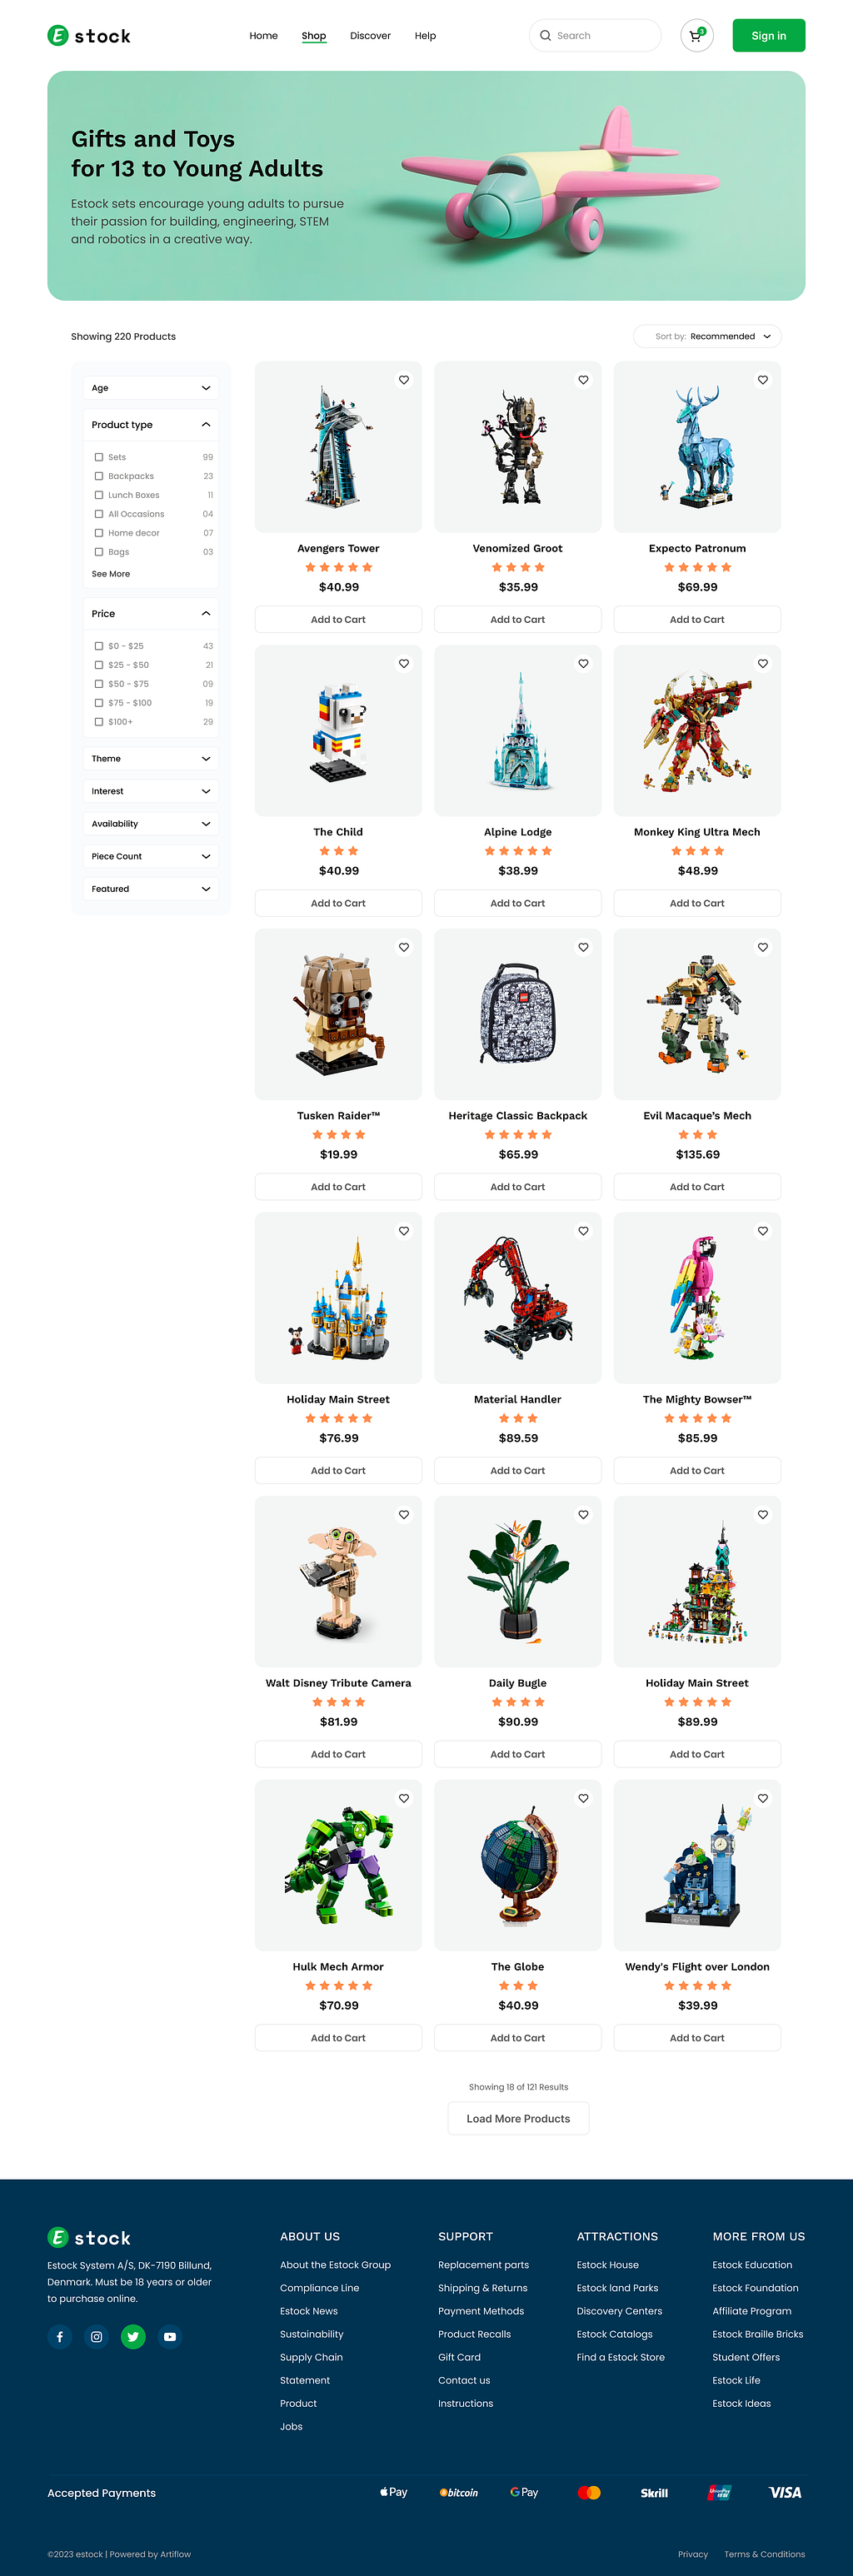 E stock
Home Shop Discover Help
Search
3
Sign in
Gifts and Toys
for 13 to Young Adults
Estock sets encourage young adults to pursue
their passion for building, engineering, STEM
and robotics in a creative way.
Showing 220 Products
Sort by: Recommended
Age
Product type
Sets 99
Backpacks 23
Lunch Boxes 11
All Occasions 04
Home decor 07
Bags 03
See More
Price
$0 - $25 43
$25 - $50 21
$50 - $75 09
$75 - $100 19
$100+ 29
Theme
Interest
Availability
Piece Count
Featured
Avengers Tower
$40.99
Add to Cart
Venomized Groot
$35.99
Add to Cart
Expecto Patronum
$69.99
Add to Cart
The Child
$40.99
Add to Cart
Alpine Lodge
$38.99
Add to Cart
Monkey King Ultra Mech
$48.99
Add to Cart
Tusken Raider™
$19.99
Add to Cart
Heritage Classic Backpack
$65.99
Add to Cart
Evil Macaque's Mech
$135.69
Add to Cart
Holiday Main Street
$76.99
Add to Cart
Material Handler
$89.59
Add to Cart
The Mighty Bowser™
$85.99
Add to Cart
Walt Disney Tribute Camera
$81.99
Add to Cart
Daily Bugle
$90.99
Add to Cart
Holiday Main Street
$89.99
Add to Cart
Hulk Mech Armor
$70.99
Add to Cart
The Globe
$40.99
Add to Cart
Wendy's Flight over London
$39.99
Add to Cart
Showing 18 of 121 Results
Load More Products
E stock
Estock System A/S, DK-7190 Billund,
Denmark. Must be 18 years or older
to purchase online.
ABOUT US
About the Estock Group
Compliance Line
Estock News
Sustainability
Supply Chain
Statement
Product
Jobs
SUPPORT
Replacement parts
Shipping & Returns
Payment Methods
Product Recalls
Gift Card
Contact us
Instructions
ATTRACTIONS
Estock House
Estock land Parks
Discovery Centers
Estock Catalogs
Find a Estock Store
MORE FROM US
Estock Education
Estock Foundation
Affiliate Program
Estock Braille Bricks
Student Offers
Estock Life
Estock Ideas
Accepted Payments
Pay
bitcoin
G Pay
Skrill
UnionPay
VISA
©2023 estock | Powered by Artiflow
Privacy Terms & Conditions